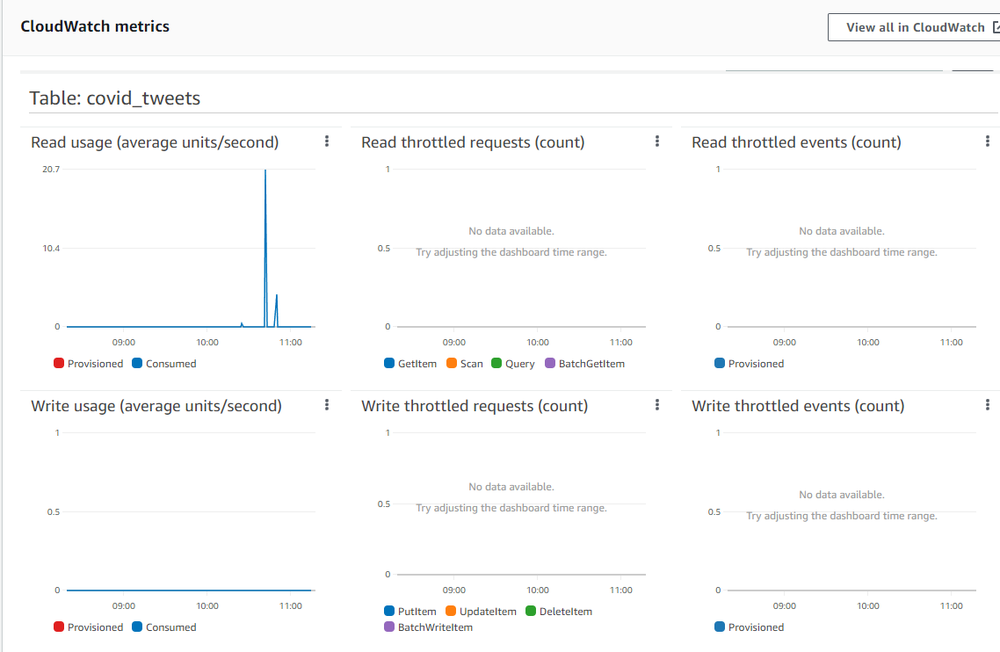 CloudWatch metrics
View all in CloudWatch
Table: covid_tweets
Read usage (average units/second)
20.7
10.4
0
09:00 10:00 11:00
Provisioned Consumed
Read throttled requests (count)
1
No data available.
0.5
Try adjusting the dashboard time range.
0
09:00 10:00 11:00
GetItem Scan Query BatchGetItem
Read throttled events (count)
1
No data available.
0.5
Try adjusting the dashboard time range.
0
09:00 10:00 11:00
Provisioned
Write usage (average units/second)
1
0.5
0
09:00 10:00 11:00
Provisioned Consumed
Write throttled requests (count)
1
No data available.
0.5
Try adjusting the dashboard time range.
0
09:00 10:00 11:00
PutItem UpdateItem DeleteItem
BatchWriteItem
Write throttled events (count)
1
No data available.
0.5
Try adjusting the dashboard time range.
0
09:00 10:00 11:00
Provisioned